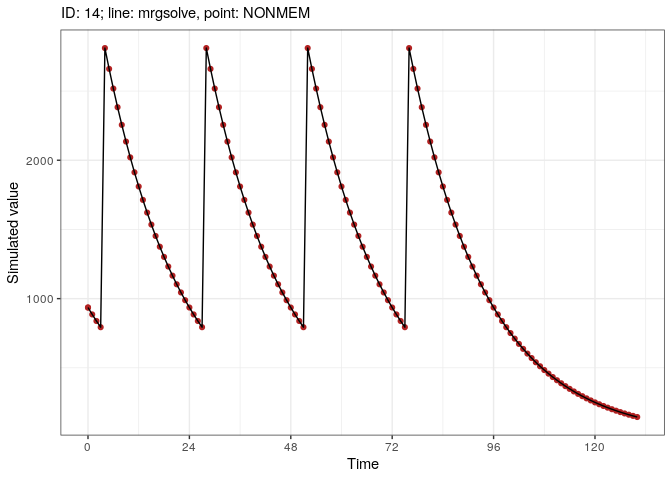 ID: 14; line: mrgsolve, point: NONMEM
Simulated value
2000
1000
0 24 48 72 96 120
Time